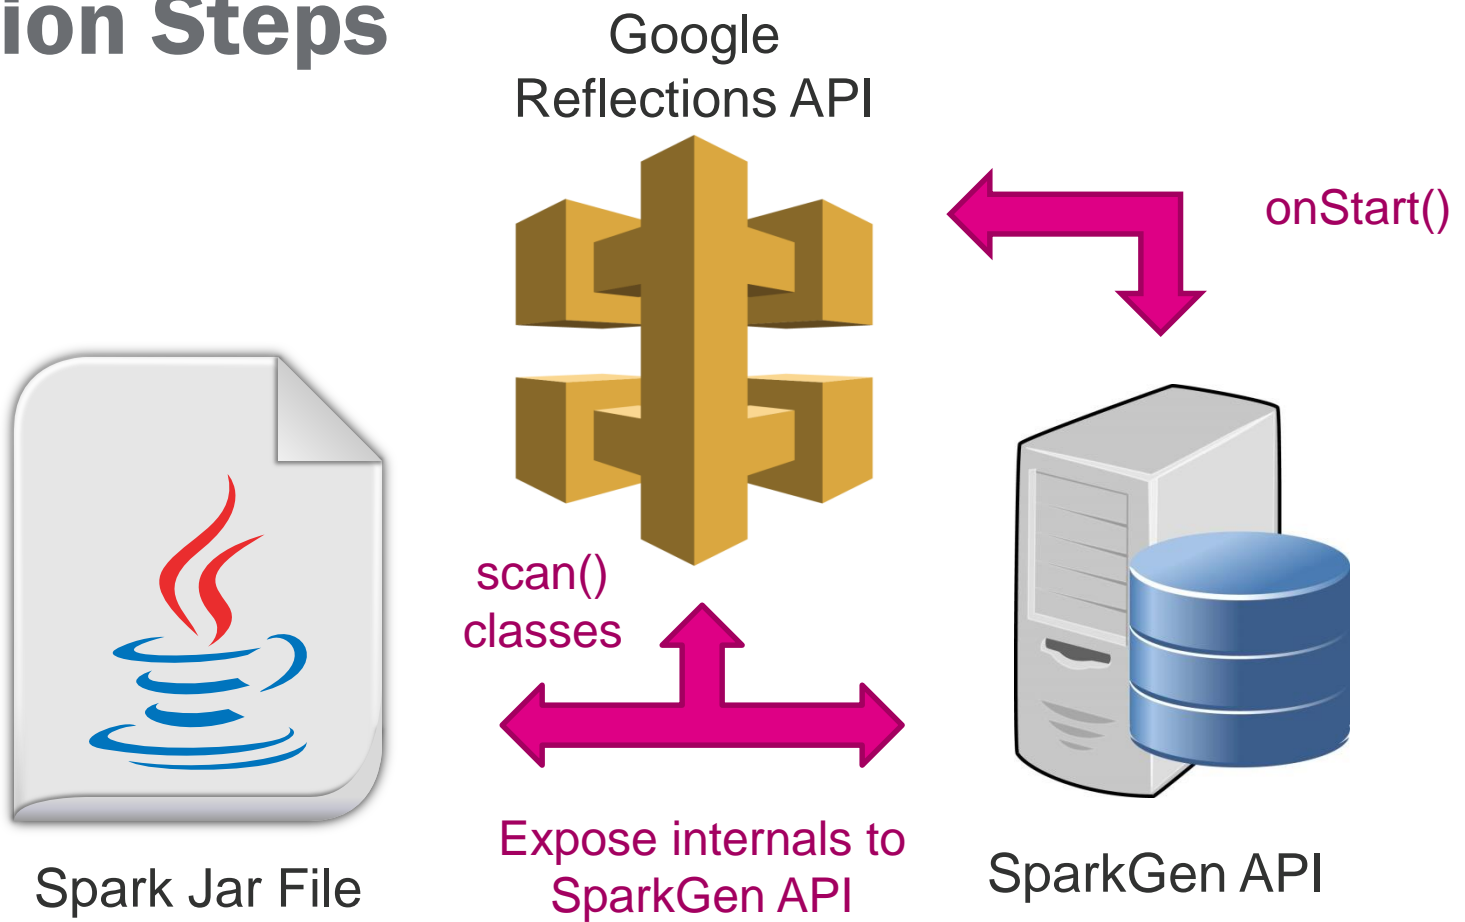 ion Steps
Google
Reflections API
onStart()
scan()
classes
Expose internals to
SparkGen API
Spark Jar File
SparkGen API